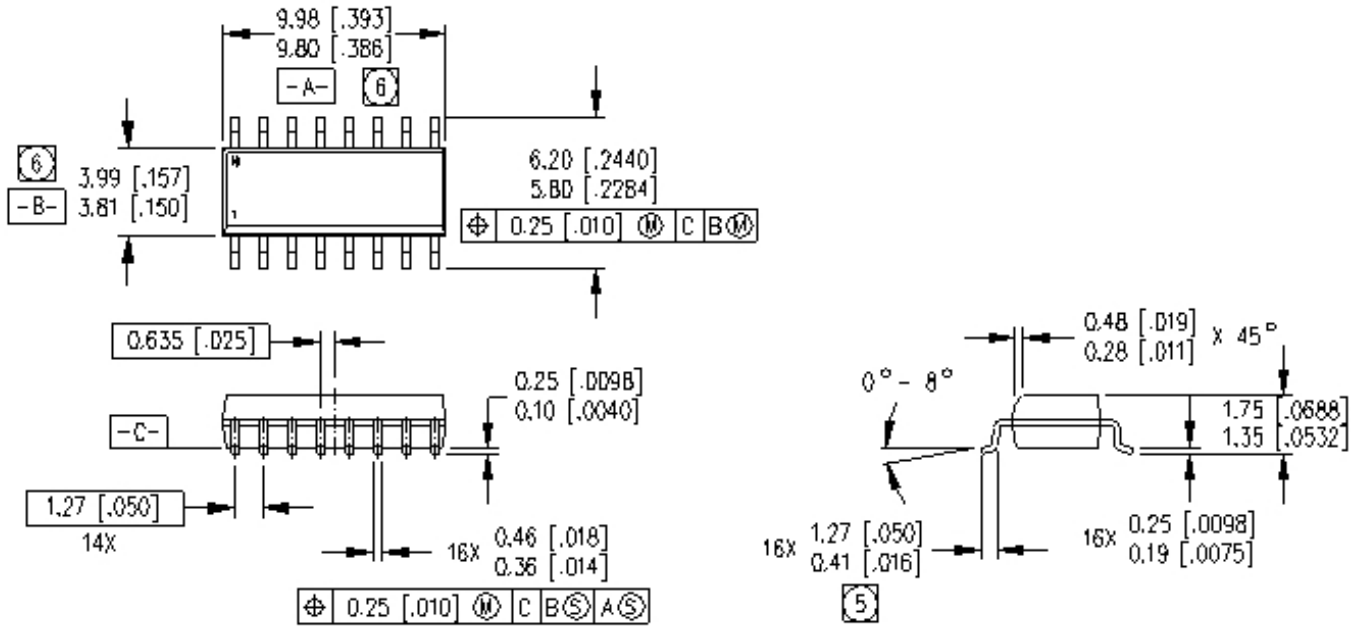 9.98 [.393]
9.80 [.386]
-A- 6
6 3.99 [.157]
-B- 3.81 [.150]
1
6.20 [.2440]
5.80 [.2284]
⌖ 0.25 [.010] Ⓜ C B Ⓜ
0.635 [.025]
0.25 [.0098]
0.10 [.0040]
-C-
1.27 [.050]
14X
16X 0.46 [.018]
0.36 [.014]
⌖ 0.25 [.010] Ⓜ C B Ⓢ A Ⓢ
0.48 [.019]
0.28 [.011] X 45°
0° - 8°
1.75 [.0688]
1.35 [.0532]
16X 1.27 [.050]
0.41 [.016]
5
16X 0.25 [.0098]
0.19 [.0075]